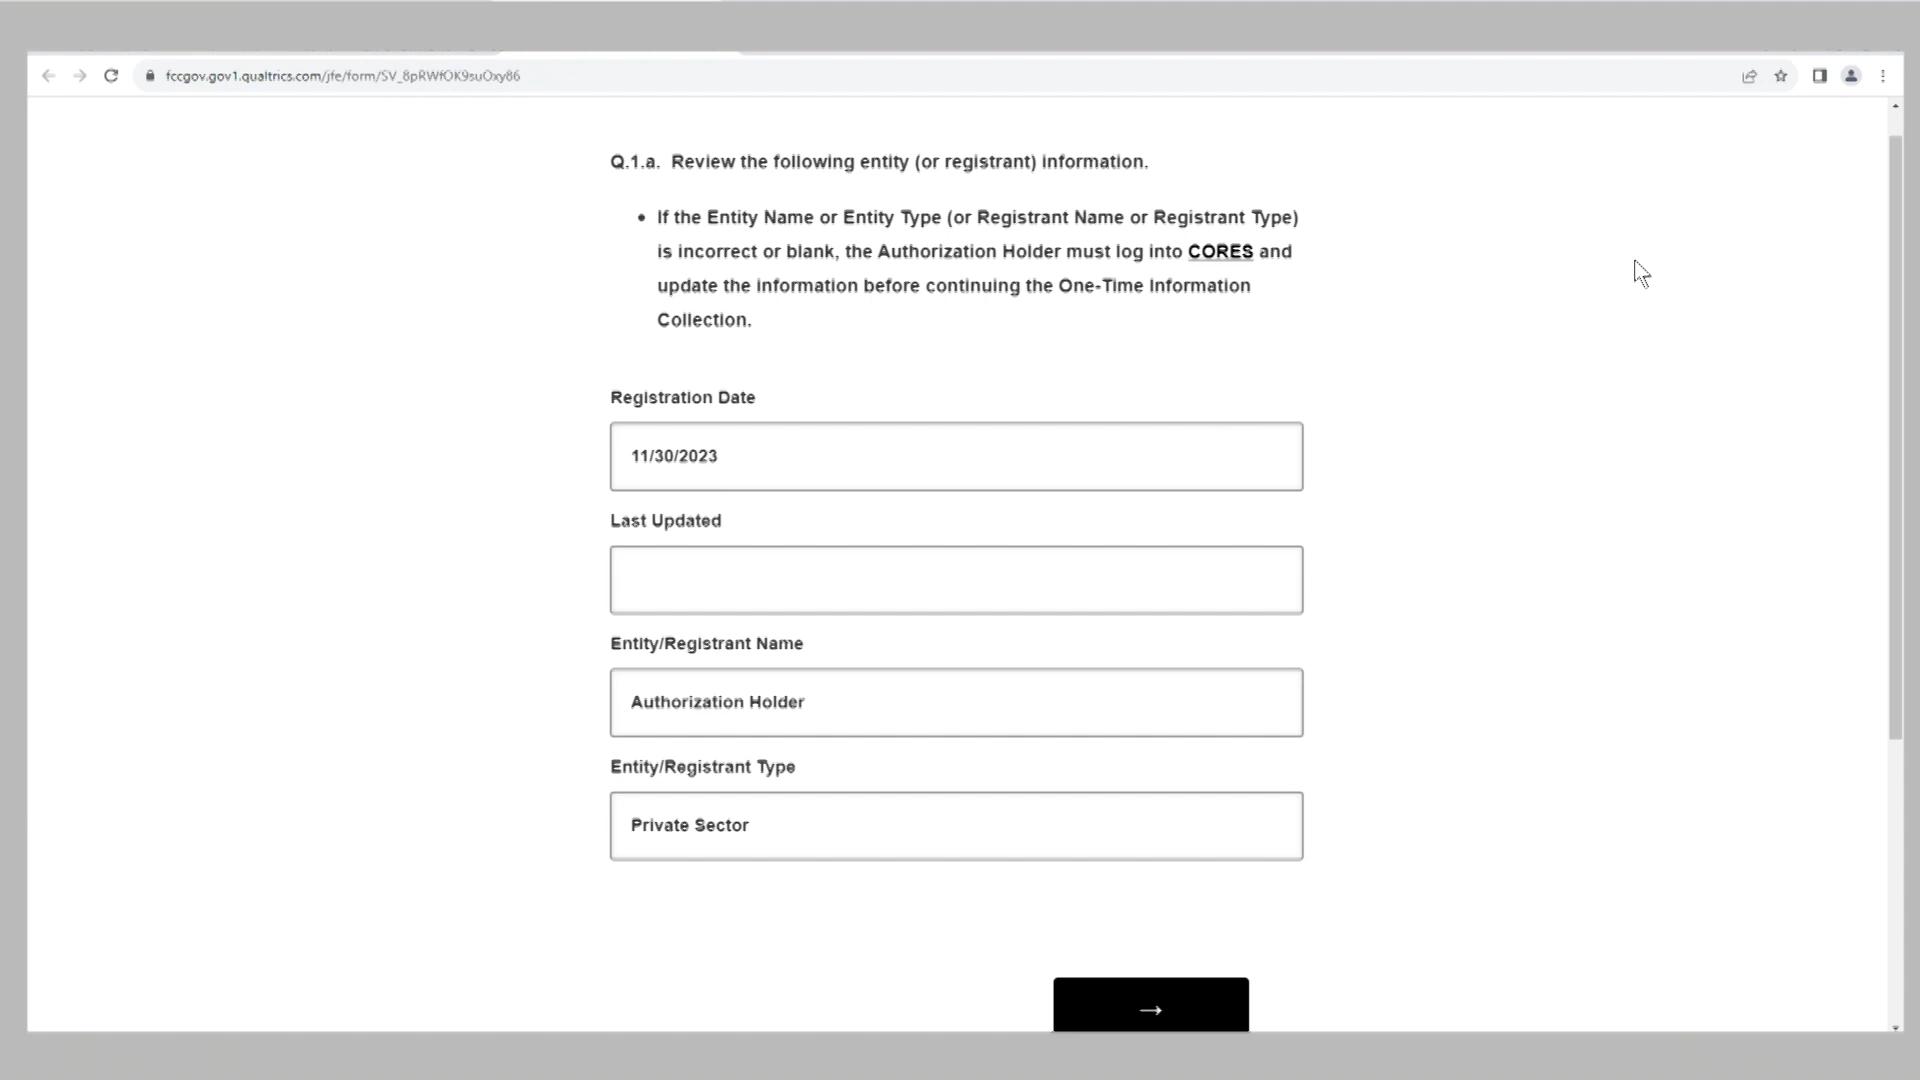 fccgov.gov1.qualtrics.com/jfe/form/SV_8pRWfOK9suOxy86
Q.1.a. Review the following entity (or registrant) information.
• If the Entity Name or Entity Type (or Registrant Name or Registrant Type)
is incorrect or blank, the Authorization Holder must log into CORES and
update the information before continuing the One-Time Information
Collection.
Registration Date
11/30/2023
Last Updated
Entity/Registrant Name
Authorization Holder
Entity/Registrant Type
Private Sector
→